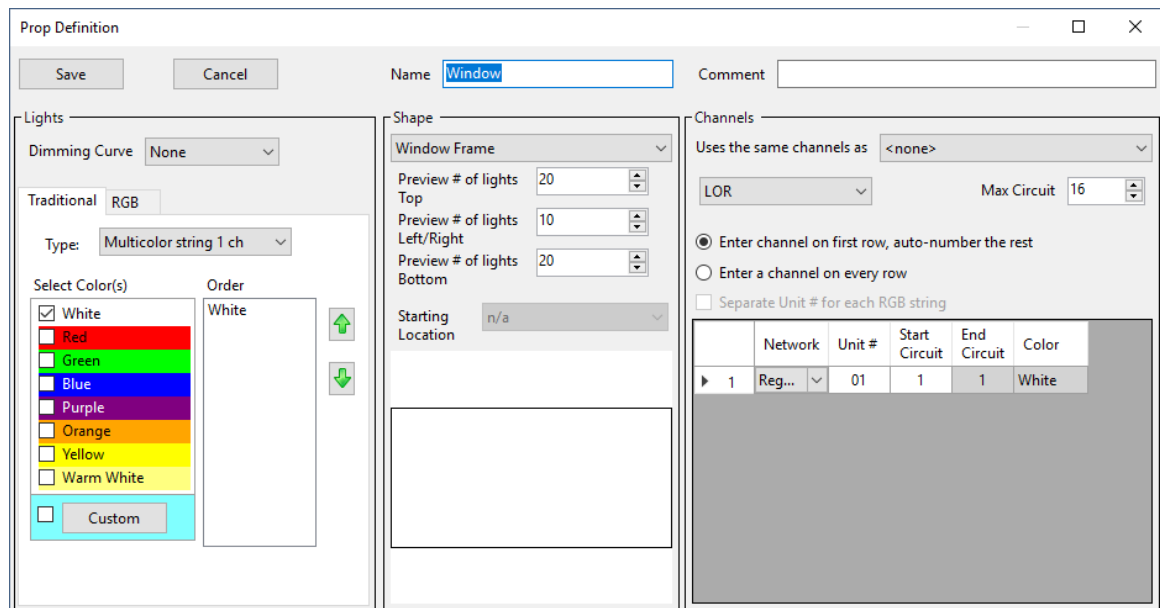 Prop Definition
Save
Cancel
Name
Window
Comment
Lights
Dimming Curve
None
Traditional
RGB
Type:
Multicolor string 1 ch
Select Color(s)
Order
White
Red
Green
Blue
Purple
Orange
Yellow
Warm White
Custom
White
Shape
Window Frame
Preview # of lights
Top
20
Preview # of lights
Left/Right
10
Preview # of lights
Bottom
20
Starting
Location
n/a
Channels
Uses the same channels as
<none>
LOR
Max Circuit
16
Enter channel on first row, auto-number the rest
Enter a channel on every row
Separate Unit # for each RGB string
Network Unit # Start Circuit End Circuit Color
1 Reg... 01 1 1 White